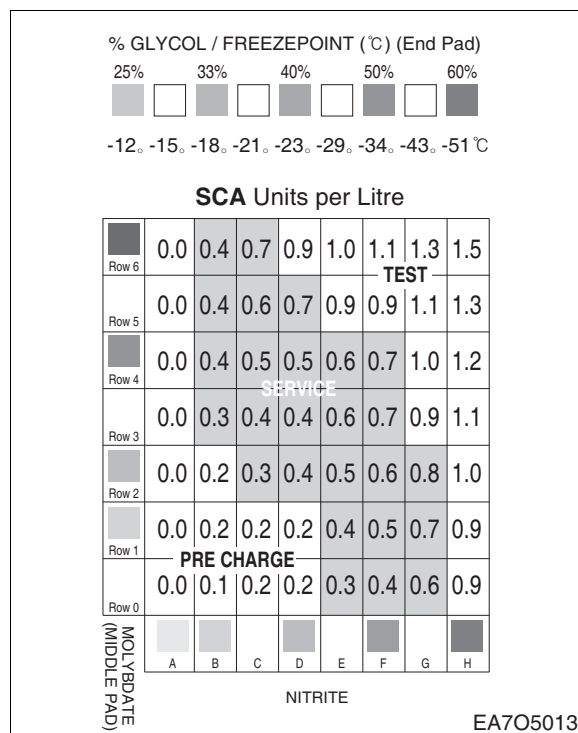 % GLYCOL / FREEZEPOINT (℃) (End Pad)
25% 33% 40% 50% 60%
-12。 -15。 -18。 -21。 -23。 -29。 -34。 -43。 -51℃
SCA Units per Litre
Row 6 0.0 0.4 0.7 0.9 1.0 1.1 1.3 1.5
TEST
Row 5 0.0 0.4 0.6 0.7 0.9 0.9 1.1 1.3
Row 4 0.0 0.4 0.5 0.5 0.6 0.7 1.0 1.2
SERVICE
Row 3 0.0 0.3 0.4 0.4 0.6 0.7 0.9 1.1
Row 2 0.0 0.2 0.3 0.4 0.5 0.6 0.8 1.0
Row 1 0.0 0.2 0.2 0.2 0.4 0.5 0.7 0.9
PRE CHARGE
Row 0 0.0 0.1 0.2 0.2 0.3 0.4 0.6 0.9
MOLYBDATE
(MIDDLE PAD)
A B C D E F G H
NITRITE
EA7O5013